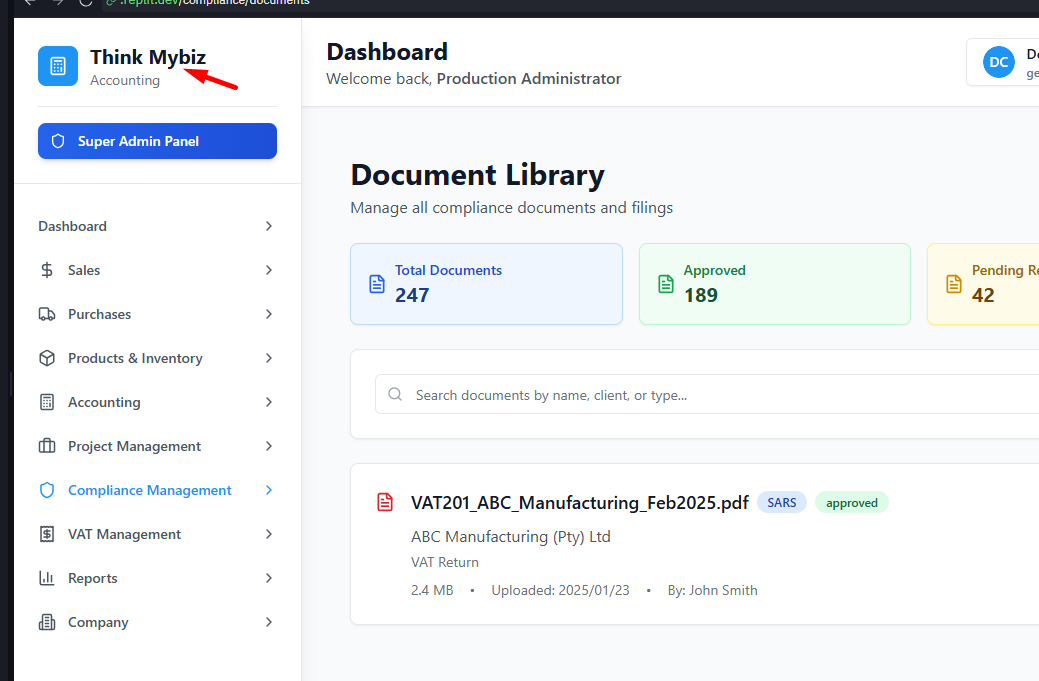 .replit.dev/compliance/documents
Think Mybiz
Accounting
Super Admin Panel
Dashboard
Sales
Purchases
Products & Inventory
Accounting
Project Management
Compliance Management
VAT Management
Reports
Company
Dashboard
Welcome back, Production Administrator
DC
Document Library
Manage all compliance documents and filings
Total Documents
247
Approved
189
Pending
42
Search documents by name, client, or type...
VAT201_ABC_Manufacturing_Feb2025.pdf SARS approved
ABC Manufacturing (Pty) Ltd
VAT Return
2.4 MB • Uploaded: 2025/01/23 • By: John Smith